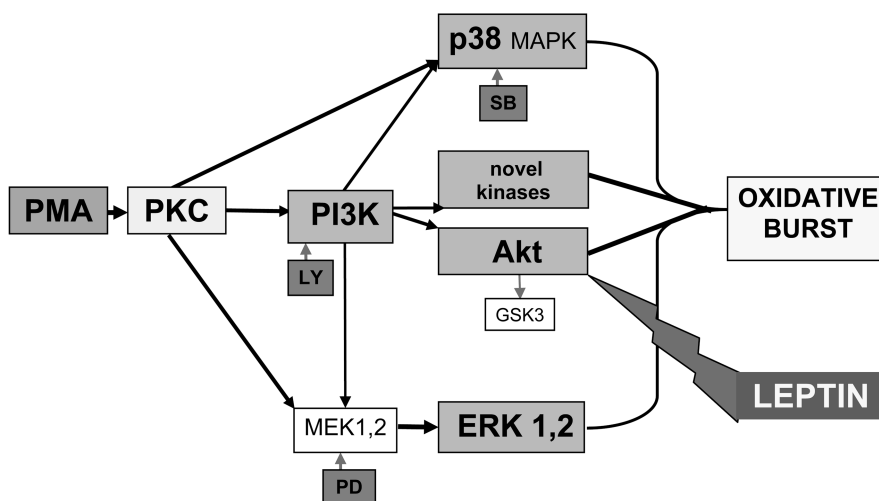 p38 MAPK
SB
novel
kinases
PMA
PKC
PI3K
OXIDATIVE
BURST
Akt
LY
GSK3
LEPTIN
MEK1,2
ERK 1,2
PD